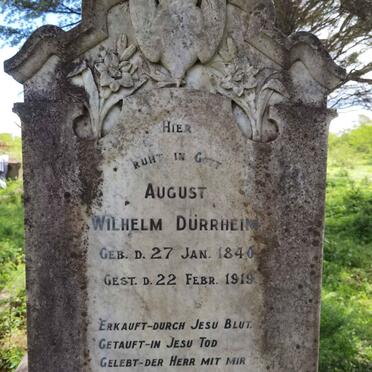 HIER
RUHT IN GOTT
AUGUST
WILHELM DÜRRHEIM
GEB. D. 27 JAN. 1840
GEST. D. 22 FEBR. 1919.
ERKAUFT-DURCH JESU BLUT.
GETAUFT-IN JESU TOD
GELEBT-DER HERR MIT MIR